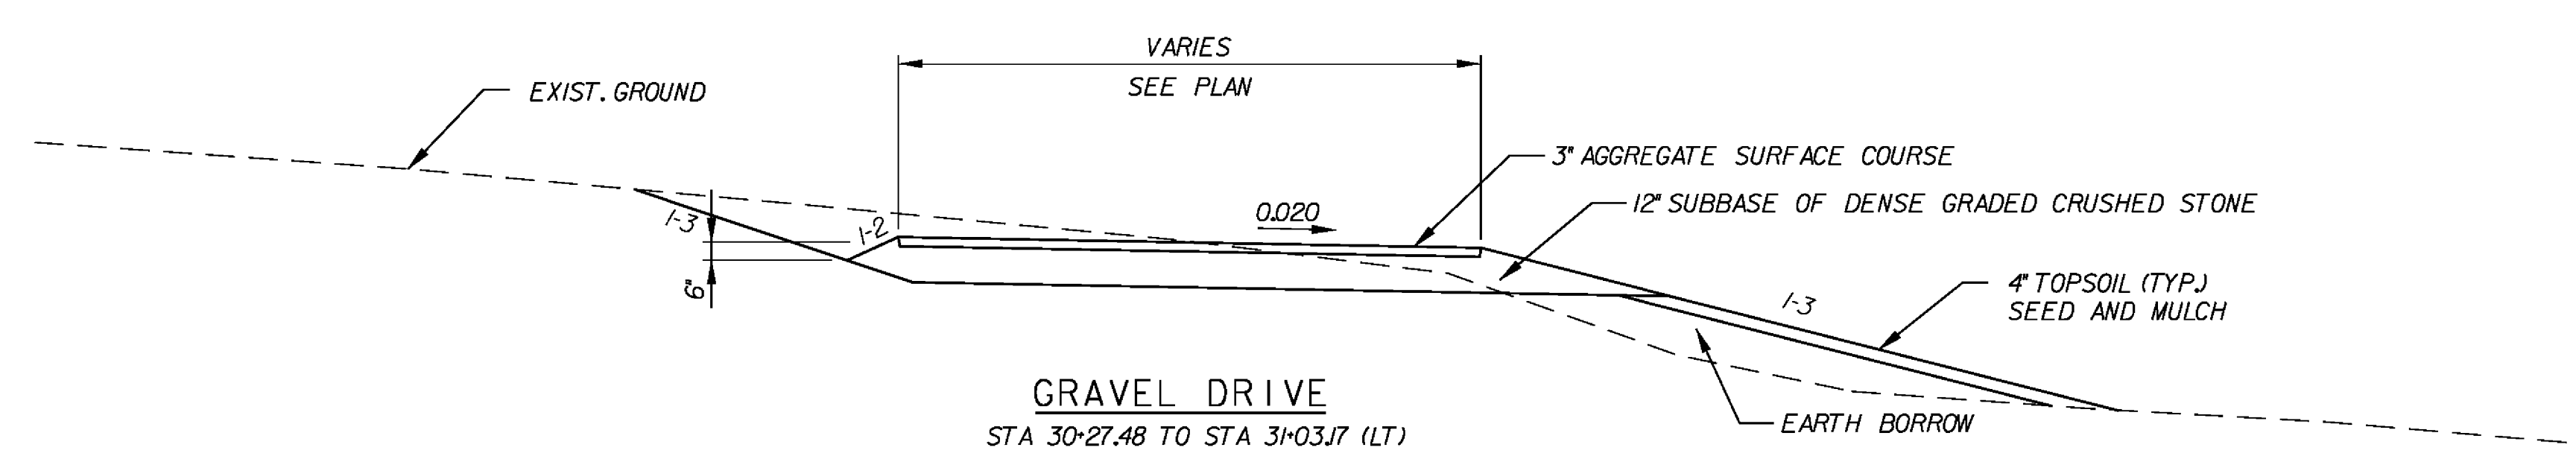 VARIES
SEE PLAN
EXIST. GROUND
3" AGGREGATE SURFACE COURSE
12" SUBBASE OF DENSE GRADED CRUSHED STONE
0.020
1-3
1-2
6"
1-3
4" TOPSOIL (TYP.)
SEED AND MULCH
EARTH BORROW
GRAVEL DRIVE
STA 30+27.48 TO STA 31+03.17 (LT)